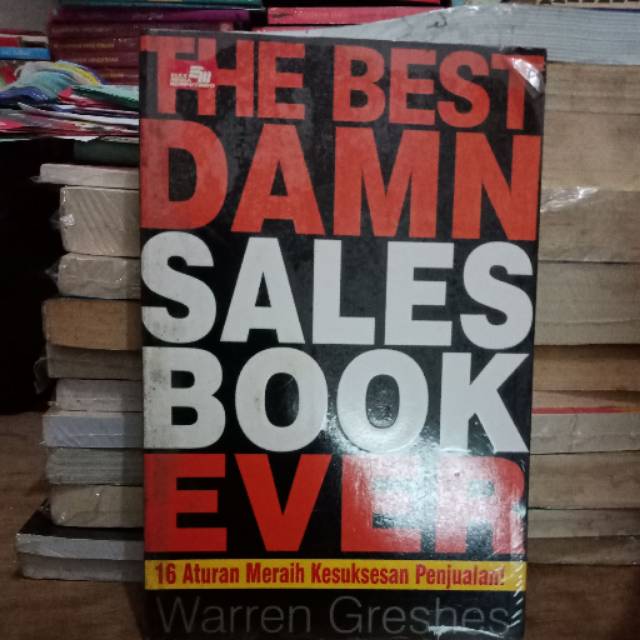 THE BEST
DAMN
SALES
BOOK
EVER
16 Aturan Meraih Kesuksesan Penjualan!
Warren Greshes